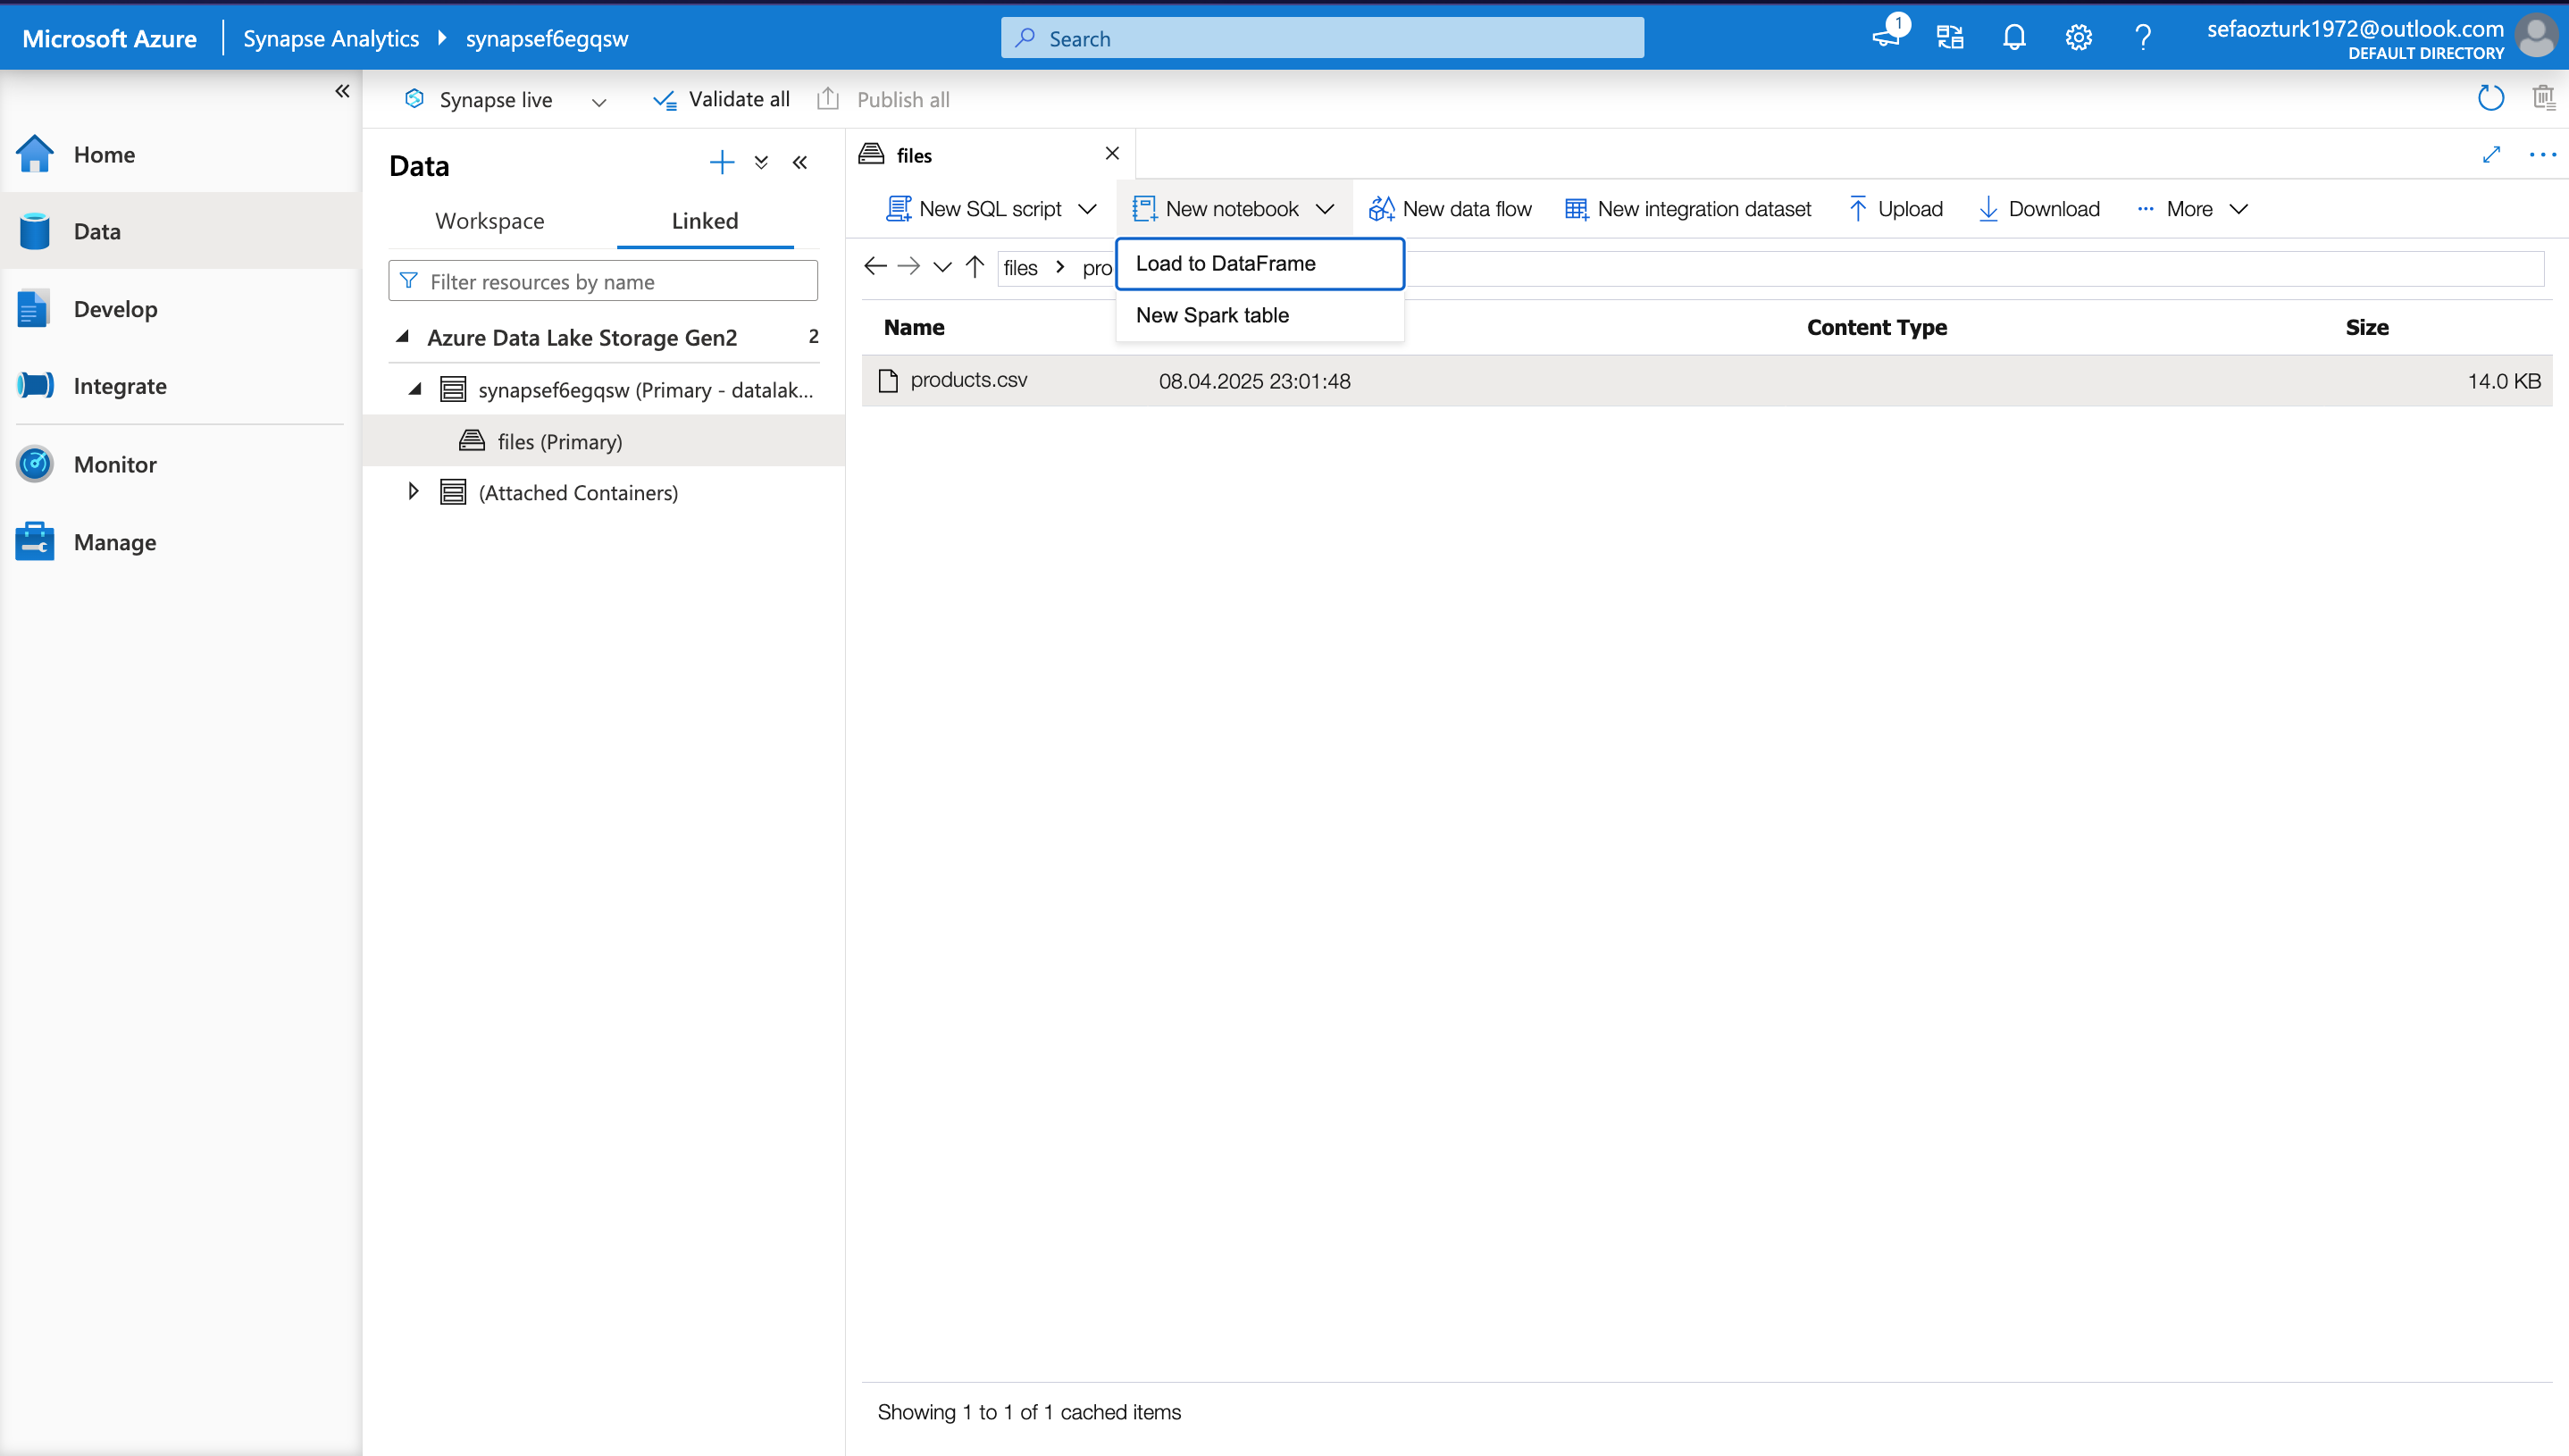 Microsoft Azure
Synapse Analytics
synapsef6egqsw
Search
1
sefaozturk1972@outlook.com
DEFAULT DIRECTORY
Synapse live
Validate all
Publish all
Home
Data
Develop
Integrate
Monitor
Manage
Data
Workspace
Linked
Filter resources by name
Azure Data Lake Storage Gen2 2
synapsef6egqsw (Primary - datalak...
files (Primary)
(Attached Containers)
files
New SQL script
New notebook
New data flow
New integration dataset
Upload
Download
More
files > pro
Load to DataFrame
New Spark table
Name Content Type Size
products.csv 08.04.2025 23:01:48 14.0 KB
Showing 1 to 1 of 1 cached items